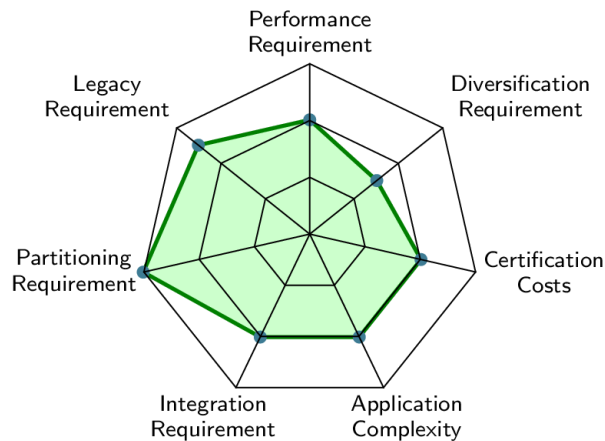 Performance
Requirement
Legacy
Requirement
Diversification
Requirement
Partitioning
Requirement
Certification
Costs
Integration
Requirement
Application
Complexity